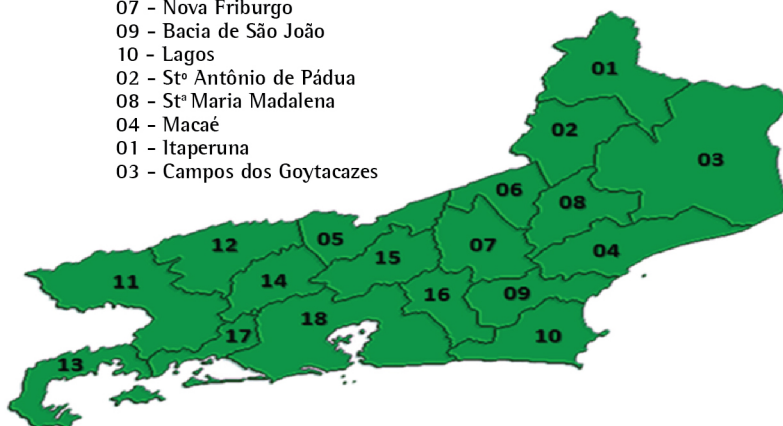 07 - Nova Friburgo
09 - Bacia de São João
10 - Lagos
02 - Stº Antônio de Pádua
08 - Stª Maria Madalena
04 - Macaé
01 - Itaperuna
03 - Campos dos Goytacazes
01
02
03
06
08
12
05
07
04
15
11
14
16
09
18
17
10
13